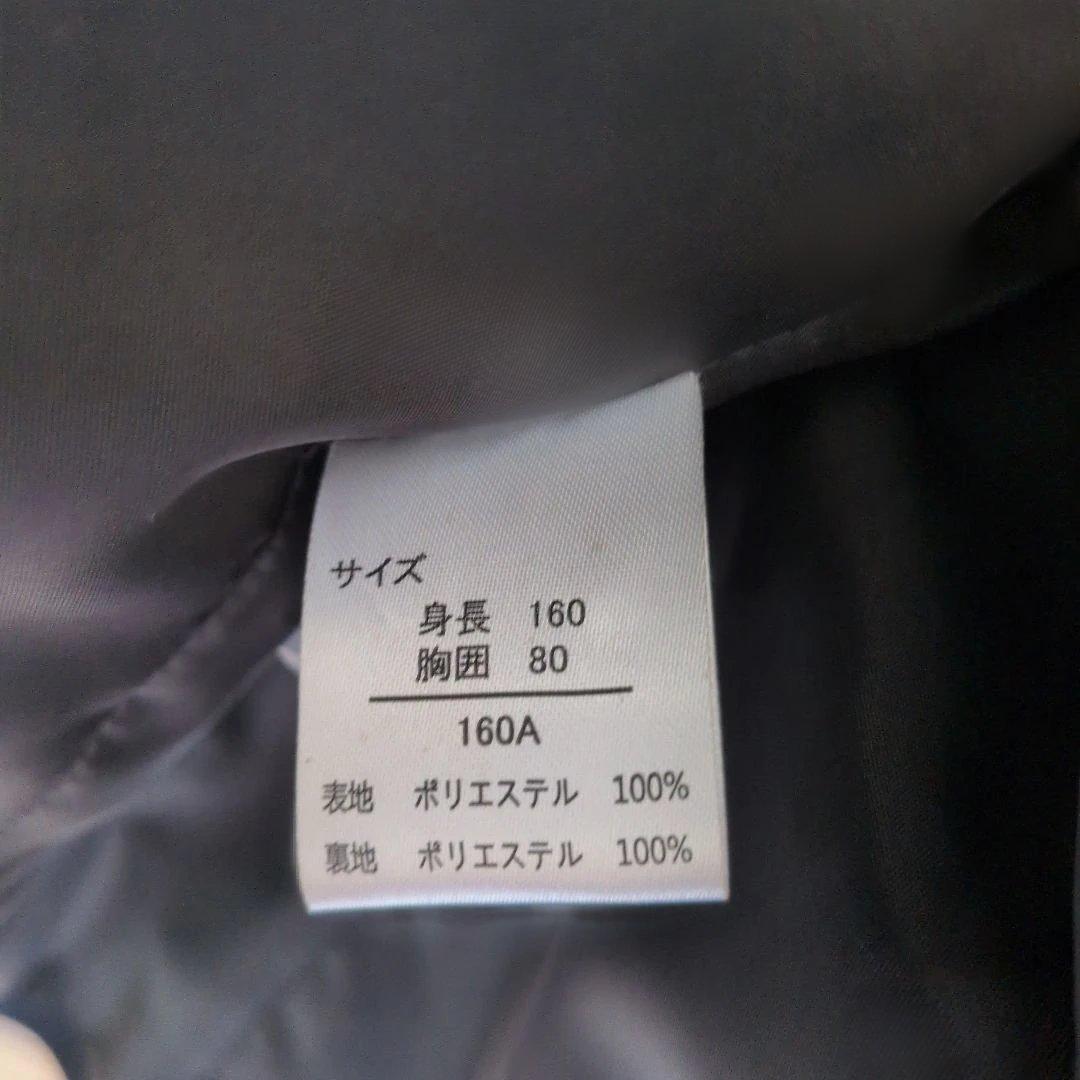 サイズ
身長 160
胸囲 80
160A
表地 ポリエステル 100%
裏地 ポリエステル 100%